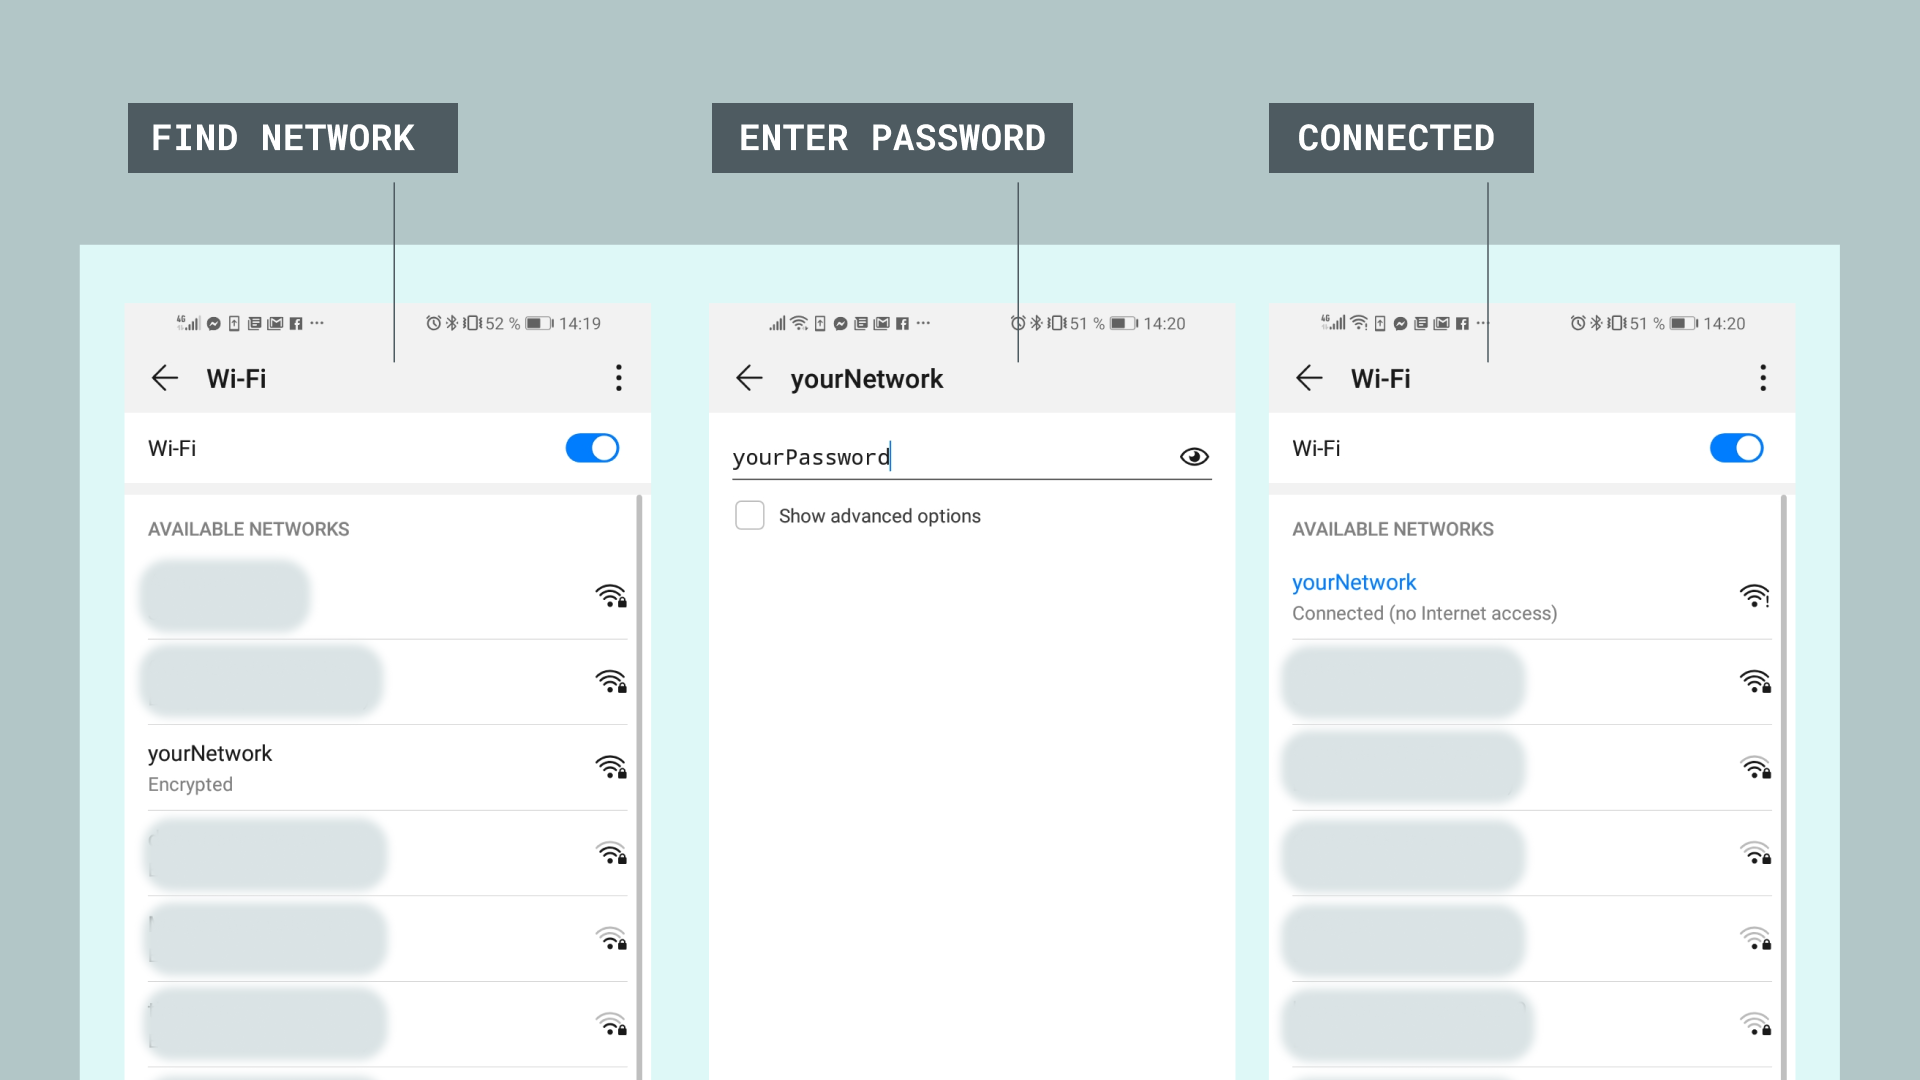 FIND NETWORK
ENTER PASSWORD
CONNECTED
4G 52 % 14:19
Wi-Fi
Wi-Fi
AVAILABLE NETWORKS
yourNetwork
Encrypted
51 % 14:20
yourNetwork
yourPassword
Show advanced options
4G 51 % 14:20
Wi-Fi
Wi-Fi
AVAILABLE NETWORKS
yourNetwork
Connected (no Internet access)